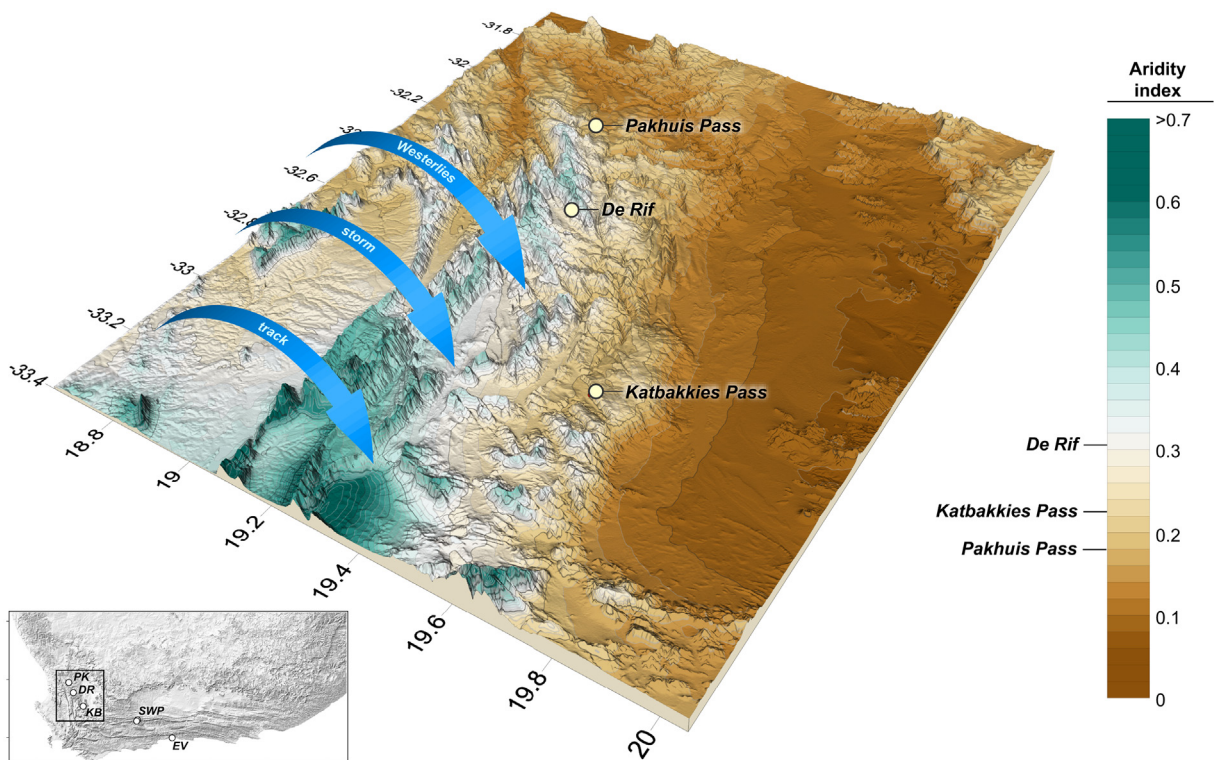 -31.8
-32
-32.2
-32.6
-33
-33.2
-33.4
18.8
19
19.2
19.4
19.6
19.8
20
Westerlies
storm
track
Pakhuis Pass
De Rif
Katbakkies Pass
Aridity
index
>0.7
0.6
0.5
0.4
0.3
0.2
0.1
0
De Rif
Katbakkies Pass
Pakhuis Pass
PK
DR
KB
SWP
EV